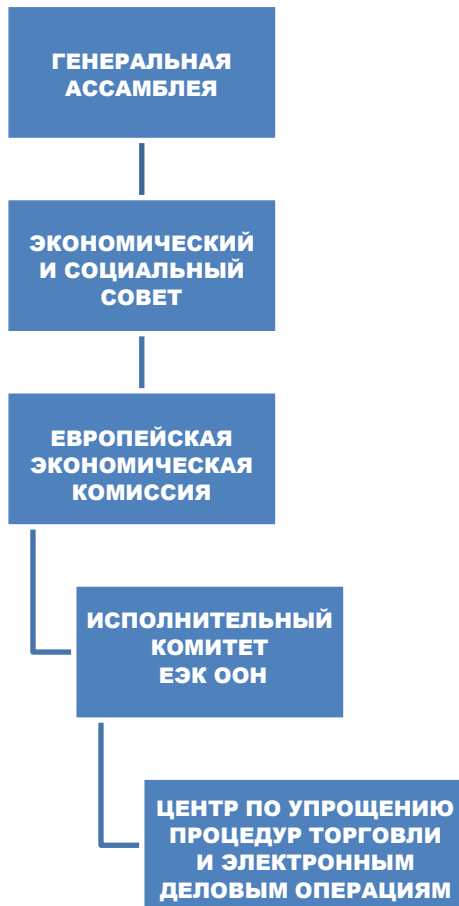 ГЕНЕРАЛЬНАЯ
АССАМБЛЕЯ
ЭКОНОМИЧЕСКИЙ
И СОЦИАЛЬНЫЙ
СОВЕТ
ЕВРОПЕЙСКАЯ
ЭКОНОМИЧЕСКАЯ
КОМИССИЯ
ИСПОЛНИТЕЛЬНЫЙ
КОМИТЕТ
ЕЭК ООН
ЦЕНТР ПО УПРОЩЕНИЮ
ПРОЦЕДУР ТОРГОВЛИ
И ЭЛЕКТРОННЫМ
ДЕЛОВЫМ ОПЕРАЦИЯМ